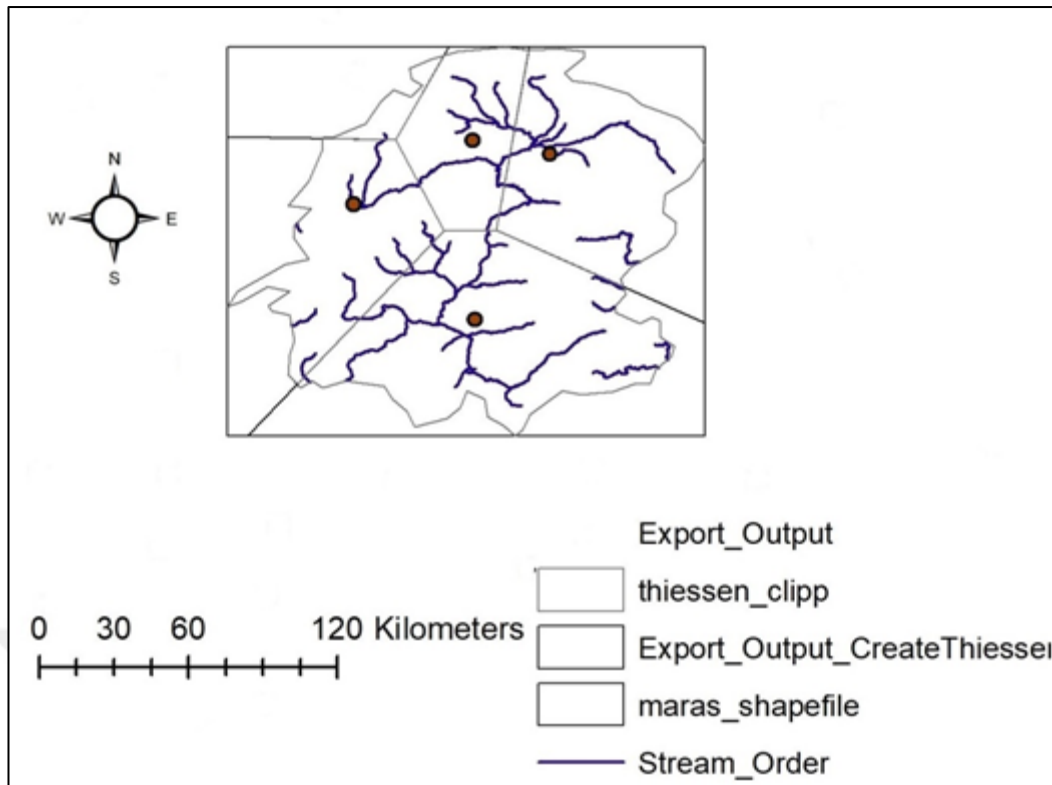 N
W E
S
Export_Output
thiessen_clipp
0 30 60 120 Kilometers
Export_Output_CreateThiessen
maras_shapefile
Stream_Order